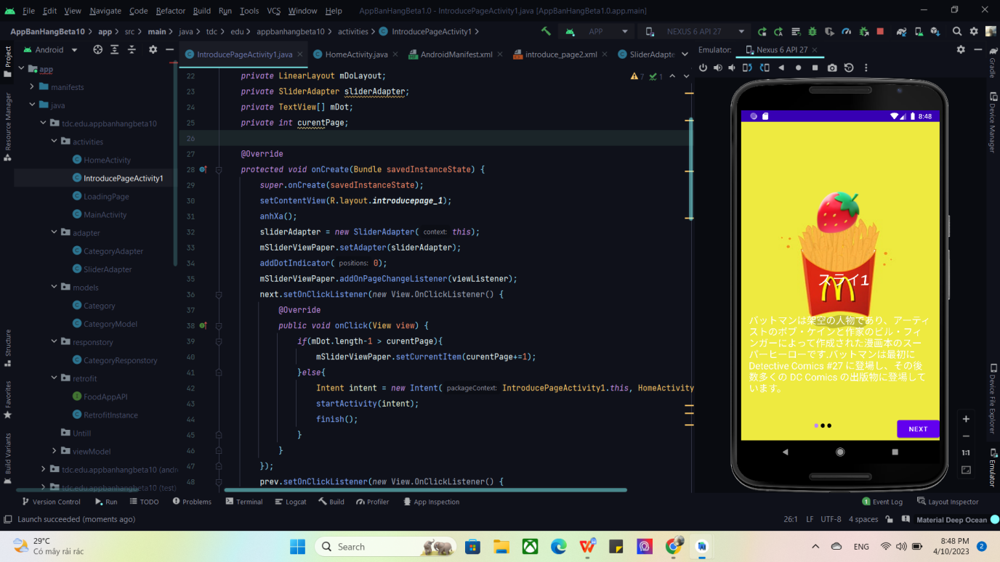 File Edit View Navigate Code Refactor Build Run Tools VCS Window Help AppBanHangBeta1.0 - IntroducePageActivity1.java [AppBanHangBeta1.0.app.main]
AppBanHangBeta10 app src main java tdc edu appbanhangbeta10 activities IntroducePageActivity1 APP NEXUS 6 API 27
Project
Resource Manager
Structure
Favorites
Build Variants
Android
app
manifests
java
tdc.edu.appbanhangbeta10
activities
HomeActivity
IntroducePageActivity1
LoadingPage
MainActivity
adapter
CategoryAdapter
SliderAdapter
models
Category
CategoryModel
responstory
CategoryResponstory
retrofit
FoodAppAPI
RetrofitInstance
Untill
viewModel
tdc.edu.appbanhangbeta10 (andr
tdc.edu.appbanhangbeta10 (test)
IntroducePageActivity1.java HomeActivity.java AndroidManifest.xml introduce_page2.xml SliderAdapte
7 1
22 private LinearLayout mDoLayout;
23 private SliderAdapter sliderAdapter;
24 private TextView[] mDot;
25 private int curentPage;
26
27 @Override
28 protected void onCreate(Bundle savedInstanceState) {
29 super.onCreate(savedInstanceState);
30 setContentView(R.layout.introducepage_1);
31 anhXa();
32 sliderAdapter = new SliderAdapter( context: this);
33 mSliderViewPaper.setAdapter(sliderAdapter);
34 addDotIndicator( positions: 0);
35 mSliderViewPaper.addOnPageChangeListener(viewListener);
36 next.setOnClickListener(new View.OnClickListener() {
37 @Override
38 public void onClick(View view) {
39 if(mDot.length-1 > curentPage){
40 mSliderViewPaper.setCurrentItem(curentPage+=1);
41 }else{
42 Intent intent = new Intent( packageContext: IntroducePageActivity1.this, HomeActivity
43 startActivity(intent);
44 finish();
45 }
46 }
47 });
48 prev.setOnClickListener(new View.OnClickListener() {
Emulator: Nexus 6 API 27
8:48
スライ1
バットマンは架空の人物であり、アーティ
ストのボブ・ケインと作家のビル・フィ
ンガーによって作成された漫画本のスー
パーヒーローです.バットマンは最初に
Detective Comics #27 に登場し、その後
数多くの DC Comics の出版物に登場して
います。
NEXT
1:1
Gradle
Device Manager
Device File Explorer
Emulator
Version Control Run TODO Problems Terminal Logcat Build Profiler App Inspection 1 Event Log Layout Inspector
Launch succeeded (moments ago) 26:1 LF UTF-8 4 spaces Material Deep Ocean
29°C
Có mây rải rác
Search
ENG
8:48 PM
4/10/2023
2